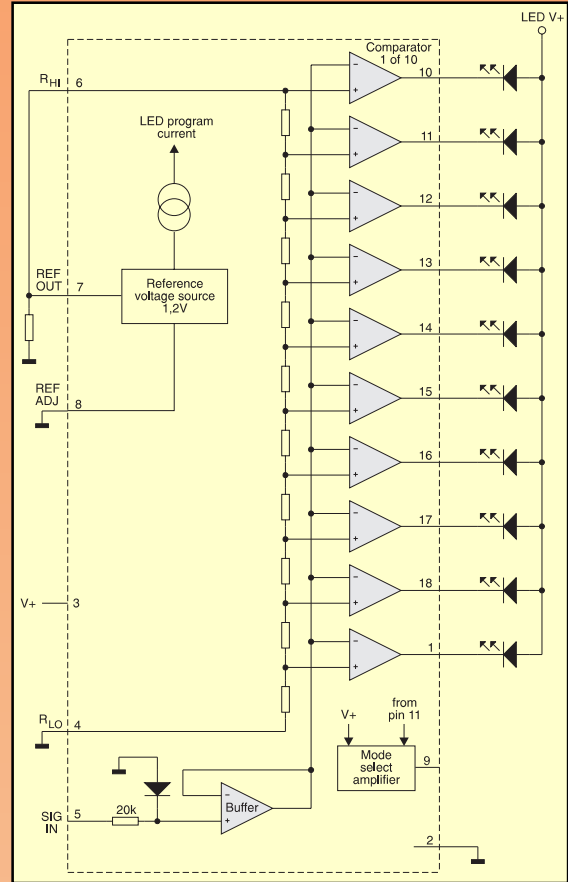 LED V+
Comparator
1 of 10
RHI 6
10
LED program
current
11
12
REF
OUT 7
Reference
voltage source
1,2V
13
14
REF
ADJ 8
15
16
17
V+ 3
18
1
RLO 4
V+
from
pin 11
Mode
select
amplifier
9
Buffer
SIG
IN
5
20k
2
- +
- +
- +
- +
- +
- +
- +
- +
- +
- +
- +